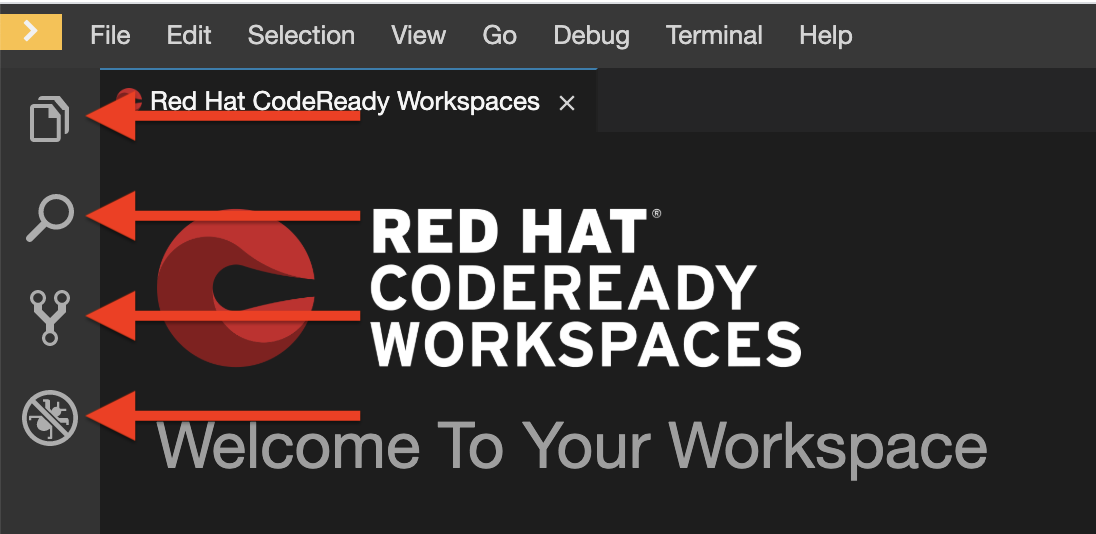 File Edit Selection View Go Debug Terminal Help
Red Hat CodeReady Workspaces ×
RED HAT®
CODEREADY
WORKSPACES
Welcome To Your Workspace